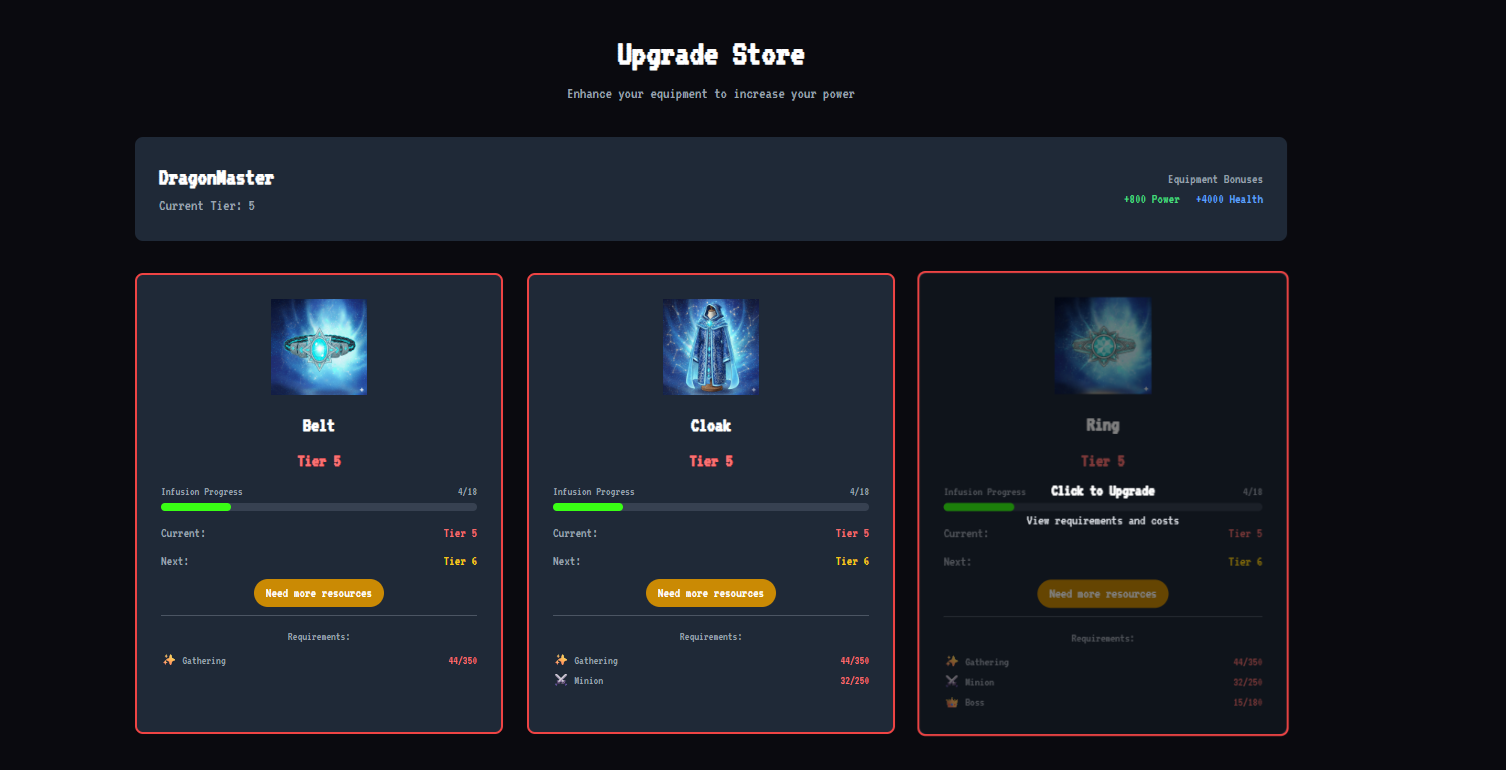 Upgrade Store
Enhance your equipment to increase your power
DragonMaster
Current Tier: 5
Equipment Bonuses
+800 Power +4000 Health
Belt
Tier 5
Infusion Progress 4/18
Current: Tier 5
Next: Tier 6
Need more resources
Requirements:
Gathering 44/350
Cloak
Tier 5
Infusion Progress 4/18
Current: Tier 5
Next: Tier 6
Need more resources
Requirements:
Gathering 44/350
Minion 32/250
Ring
Tier 5
Infusion Progress 4/18
Click to Upgrade
View requirements and costs
Current: Tier 5
Next: Tier 6
Need more resources
Requirements:
Gathering 44/350
Minion 32/250
Boss 15/180